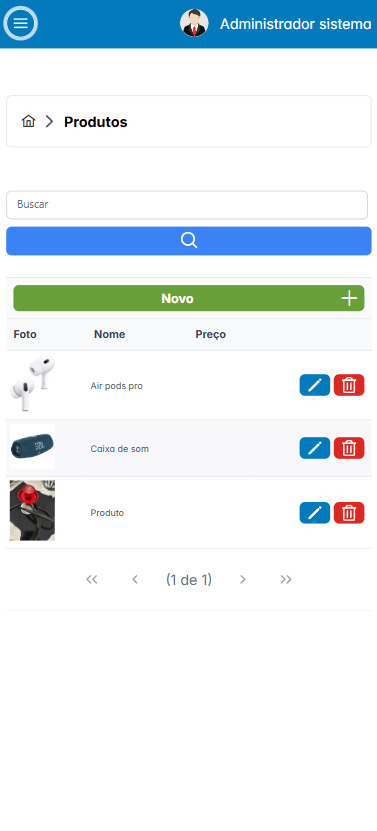 Administrador sistema
Produtos
Buscar
Novo
Foto Nome Preço
Air pods pro
Caixa de som
Produto
(1 de 1)